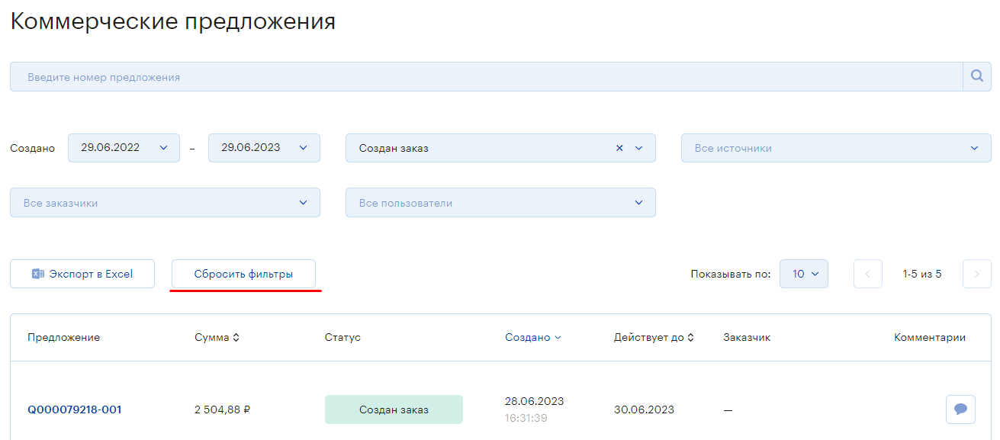 Коммерческие предложения
Введите номер предложения
Создано 29.06.2022 – 29.06.2023 Создан заказ Все источники
Все заказчики Все пользователи
Экспорт в Excel Сбросить фильтры Показывать по: 10 1-5 из 5
Предложение Сумма Статус Создано Действует до Заказчик Комментарии
Q000079218-001 2 504,88 ₽ Создан заказ 28.06.2023 16:31:39 30.06.2023 —